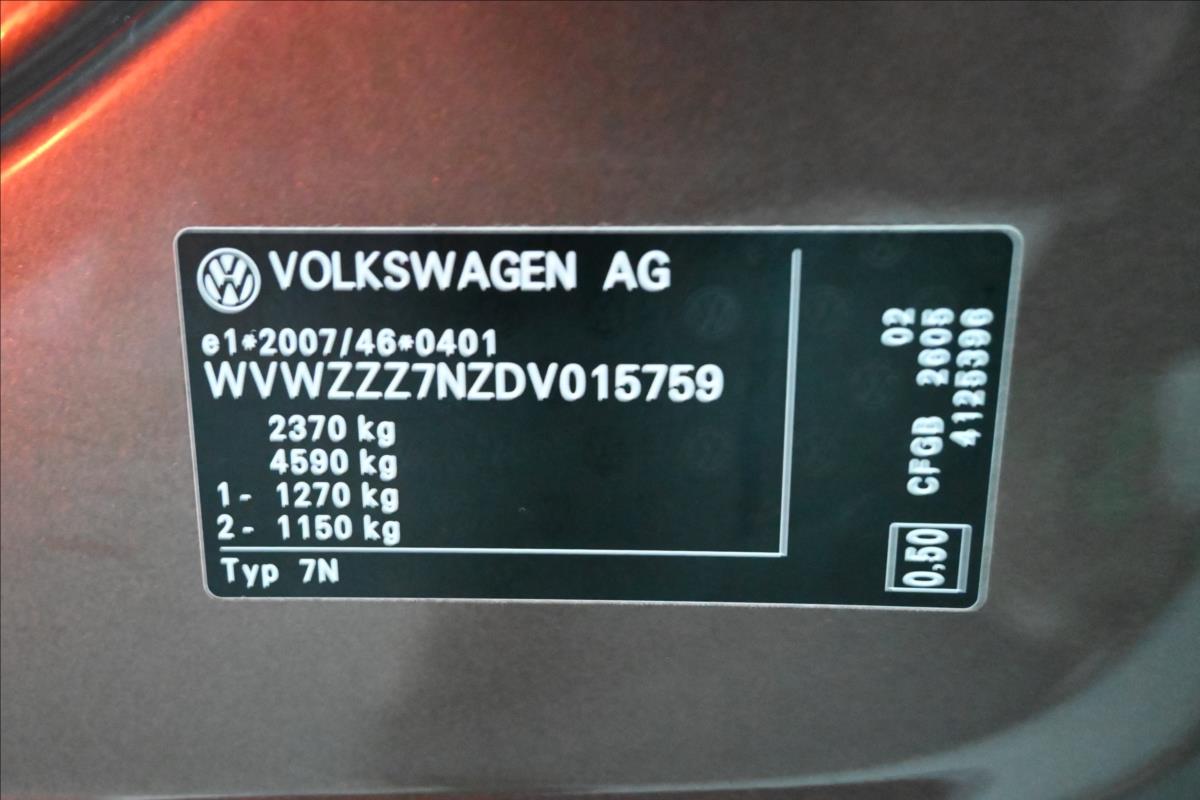 VOLKSWAGEN AG
e1*2007/46*0401
WVWZZZ7NZDV015759
2370 kg
4590 kg
1- 1270 kg
2- 1150 kg
Typ 7N
02
CFGB 2605
4125396
0,50